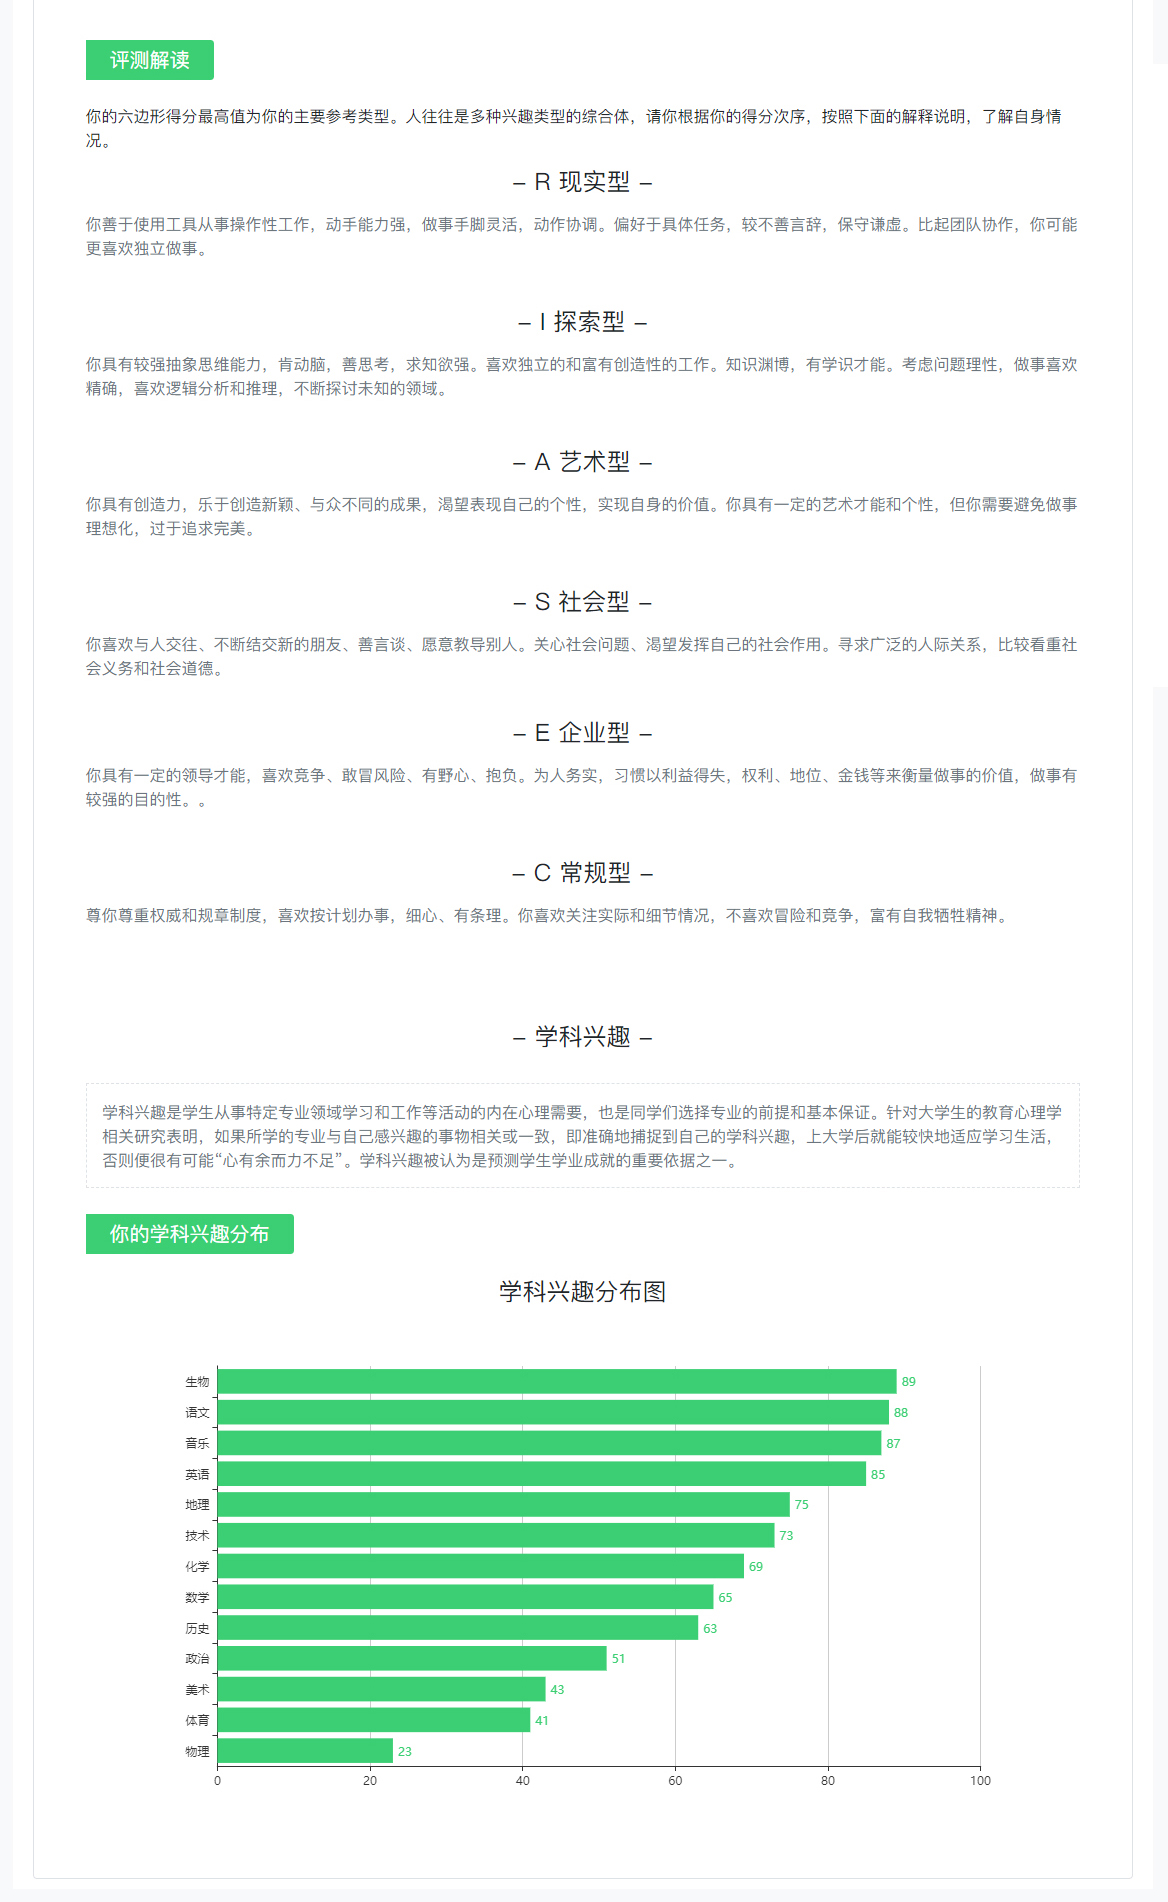 评测解读
你的六边形得分最高值为你的主要参考类型。人往往是多种兴趣类型的综合体，请你根据你的得分次序，按照下面的解释说明，了解自身情
况。
– R 现实型 –
你善于使用工具从事操作性工作，动手能力强，做事手脚灵活，动作协调。偏好于具体任务，较不善言辞，保守谦虚。比起团队协作，你可能
更喜欢独立做事。
– I 探索型 –
你具有较强抽象思维能力，肯动脑，善思考，求知欲强。喜欢独立的和富有创造性的工作。知识渊博，有学识才能。考虑问题理性，做事喜欢
精确，喜欢逻辑分析和推理，不断探讨未知的领域。
– A 艺术型 –
你具有创造力，乐于创造新颖、与众不同的成果，渴望表现自己的个性，实现自身的价值。你具有一定的艺术才能和个性，但你需要避免做事
理想化，过于追求完美。
– S 社会型 –
你喜欢与人交往、不断结交新的朋友、善言谈、愿意教导别人。关心社会问题、渴望发挥自己的社会作用。寻求广泛的人际关系，比较看重社
会义务和社会道德。
– E 企业型 –
你具有一定的领导才能，喜欢竞争、敢冒风险、有野心、抱负。为人务实，习惯以利益得失，权利、地位、金钱等来衡量做事的价值，做事有
较强的目的性。。
– C 常规型 –
尊你尊重权威和规章制度，喜欢按计划办事，细心、有条理。你喜欢关注实际和细节情况，不喜欢冒险和竞争，富有自我牺牲精神。
– 学科兴趣 –
学科兴趣是学生从事特定专业领域学习和工作等活动的内在心理需要，也是同学们选择专业的前提和基本保证。针对大学生的教育心理学
相关研究表明，如果所学的专业与自己感兴趣的事物相关或一致，即准确地捕捉到自己的学科兴趣，上大学后就能较快地适应学习生活，
否则便很有可能“心有余而力不足”。学科兴趣被认为是预测学生学业成就的重要依据之一。
你的学科兴趣分布
学科兴趣分布图
生物 89
语文 88
音乐 87
英语 85
地理 75
技术 73
化学 69
数学 65
历史 63
政治 51
美术 43
体育 41
物理 23
0 20 40 60 80 100